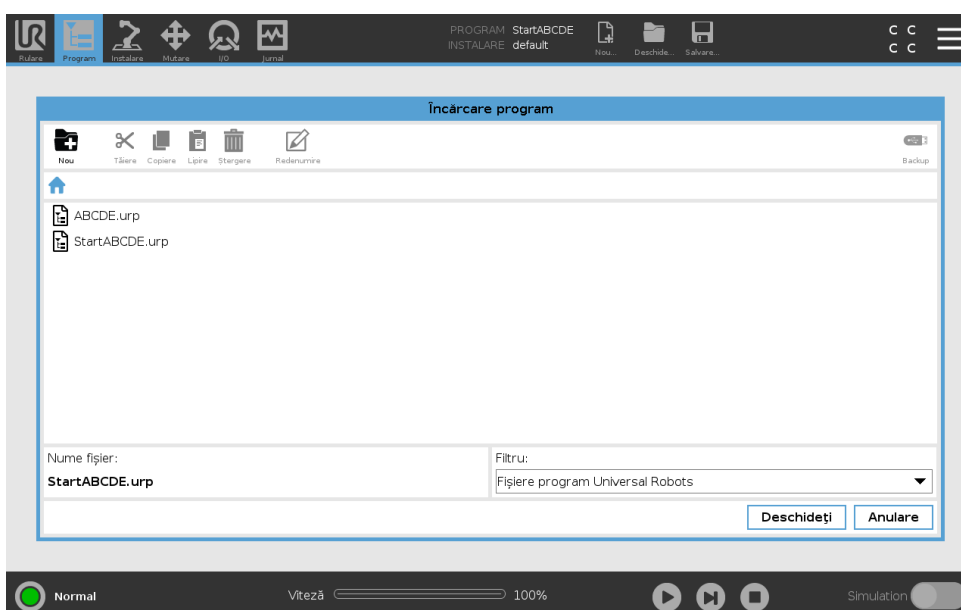 PROGRAM StartABCDE
INSTALARE default
C C
C C
Rulare Program Instalare Mutare I/O Jurnal Nou... Deschide... Salvare...
Încărcare program
Nou Tăiere Copiere Lipire Ștergere Redenumire Backup
ABCDE.urp
StartABCDE.urp
Nume fișier: Filtru:
StartABCDE.urp Fișiere program Universal Robots
Deschideți Anulare
Normal Viteză 100% Simulation